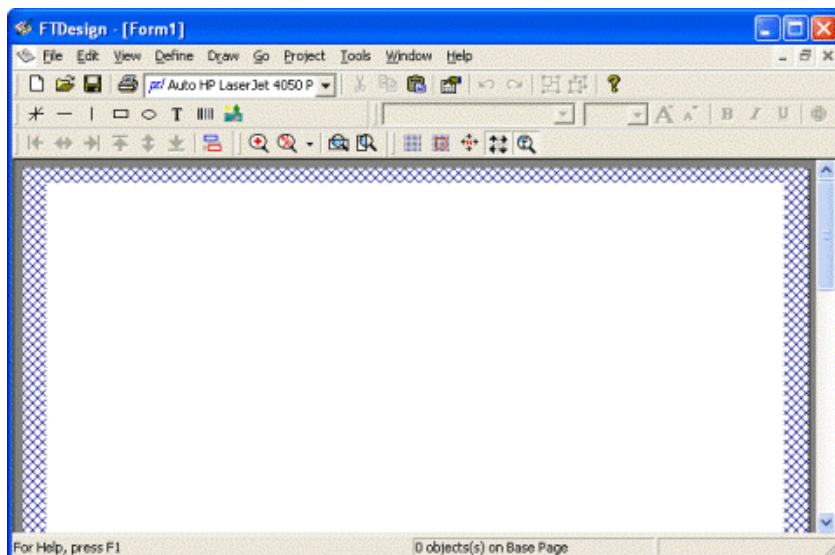 FTDesign - [Form1]
File Edit View Define Draw Go Project Tools Window Help
pcl Auto HP LaserJet 4050 P
T A A B I U
For Help, press F1 0 objects(s) on Base Page